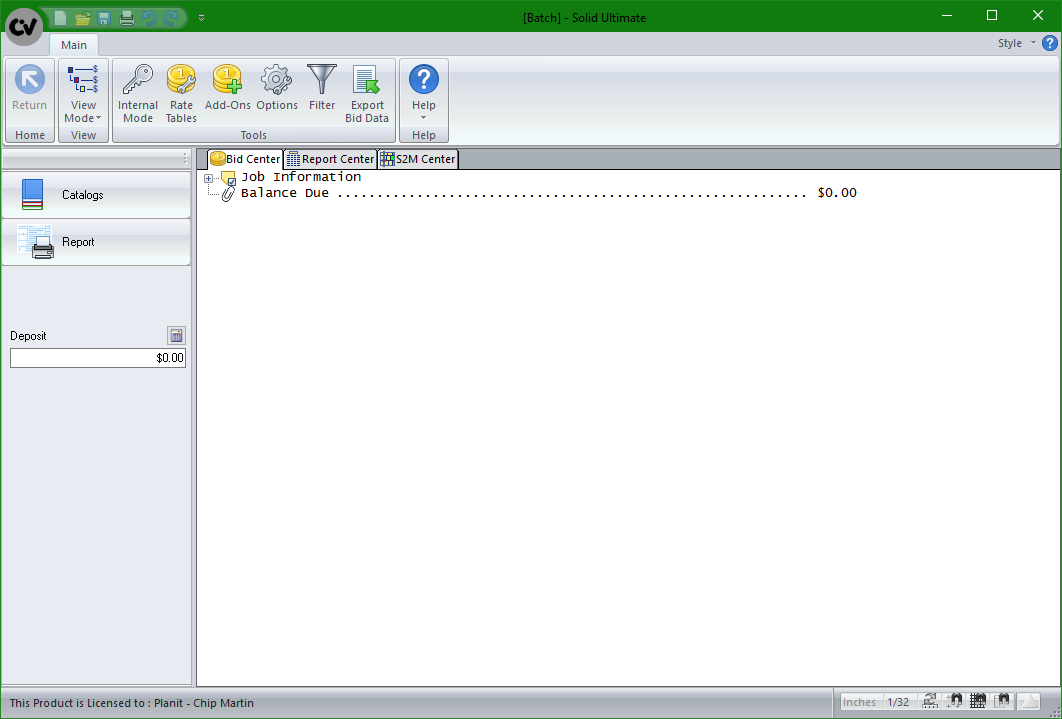 CV
[Batch] - Solid Ultimate
Main
Style
Return
View
Mode
Internal
Mode
Rate
Tables
Add-Ons
Options
Filter
Export
Bid Data
Help
Home
View
Tools
Help
Bid Center
Report Center
S2M Center
Catalogs
Report
Job Information
Balance Due ........................................................... $0.00
Deposit
$0.00
This Product is Licensed to : Planit - Chip Martin
Inches
1/32